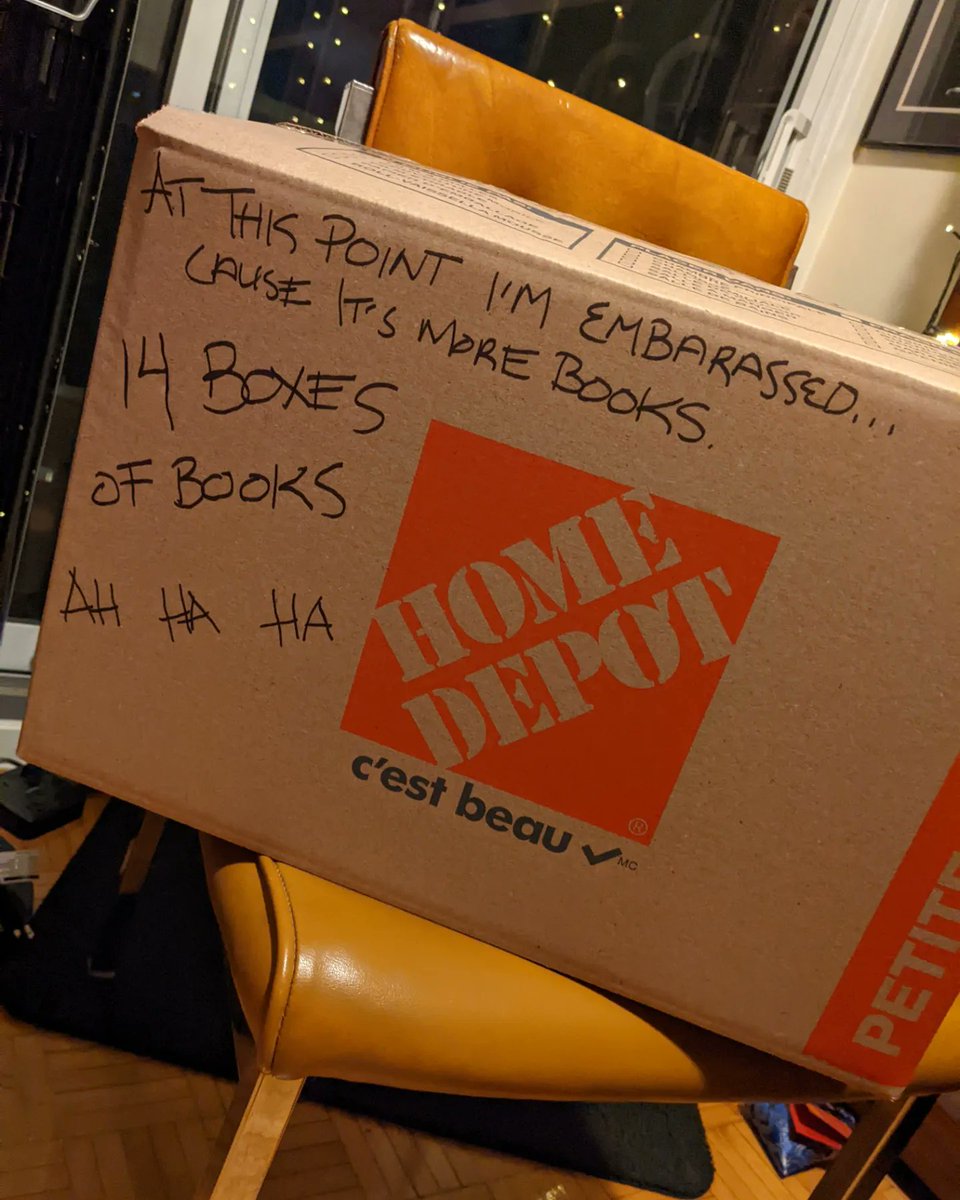 AT THIS POINT I'M EMBARASSED...
CAUSE IT'S MORE BOOKS.
14 BOXES
OF BOOKS
AH HA HA
HOME
DEPOT
®
c'est beau
MC
PETITE